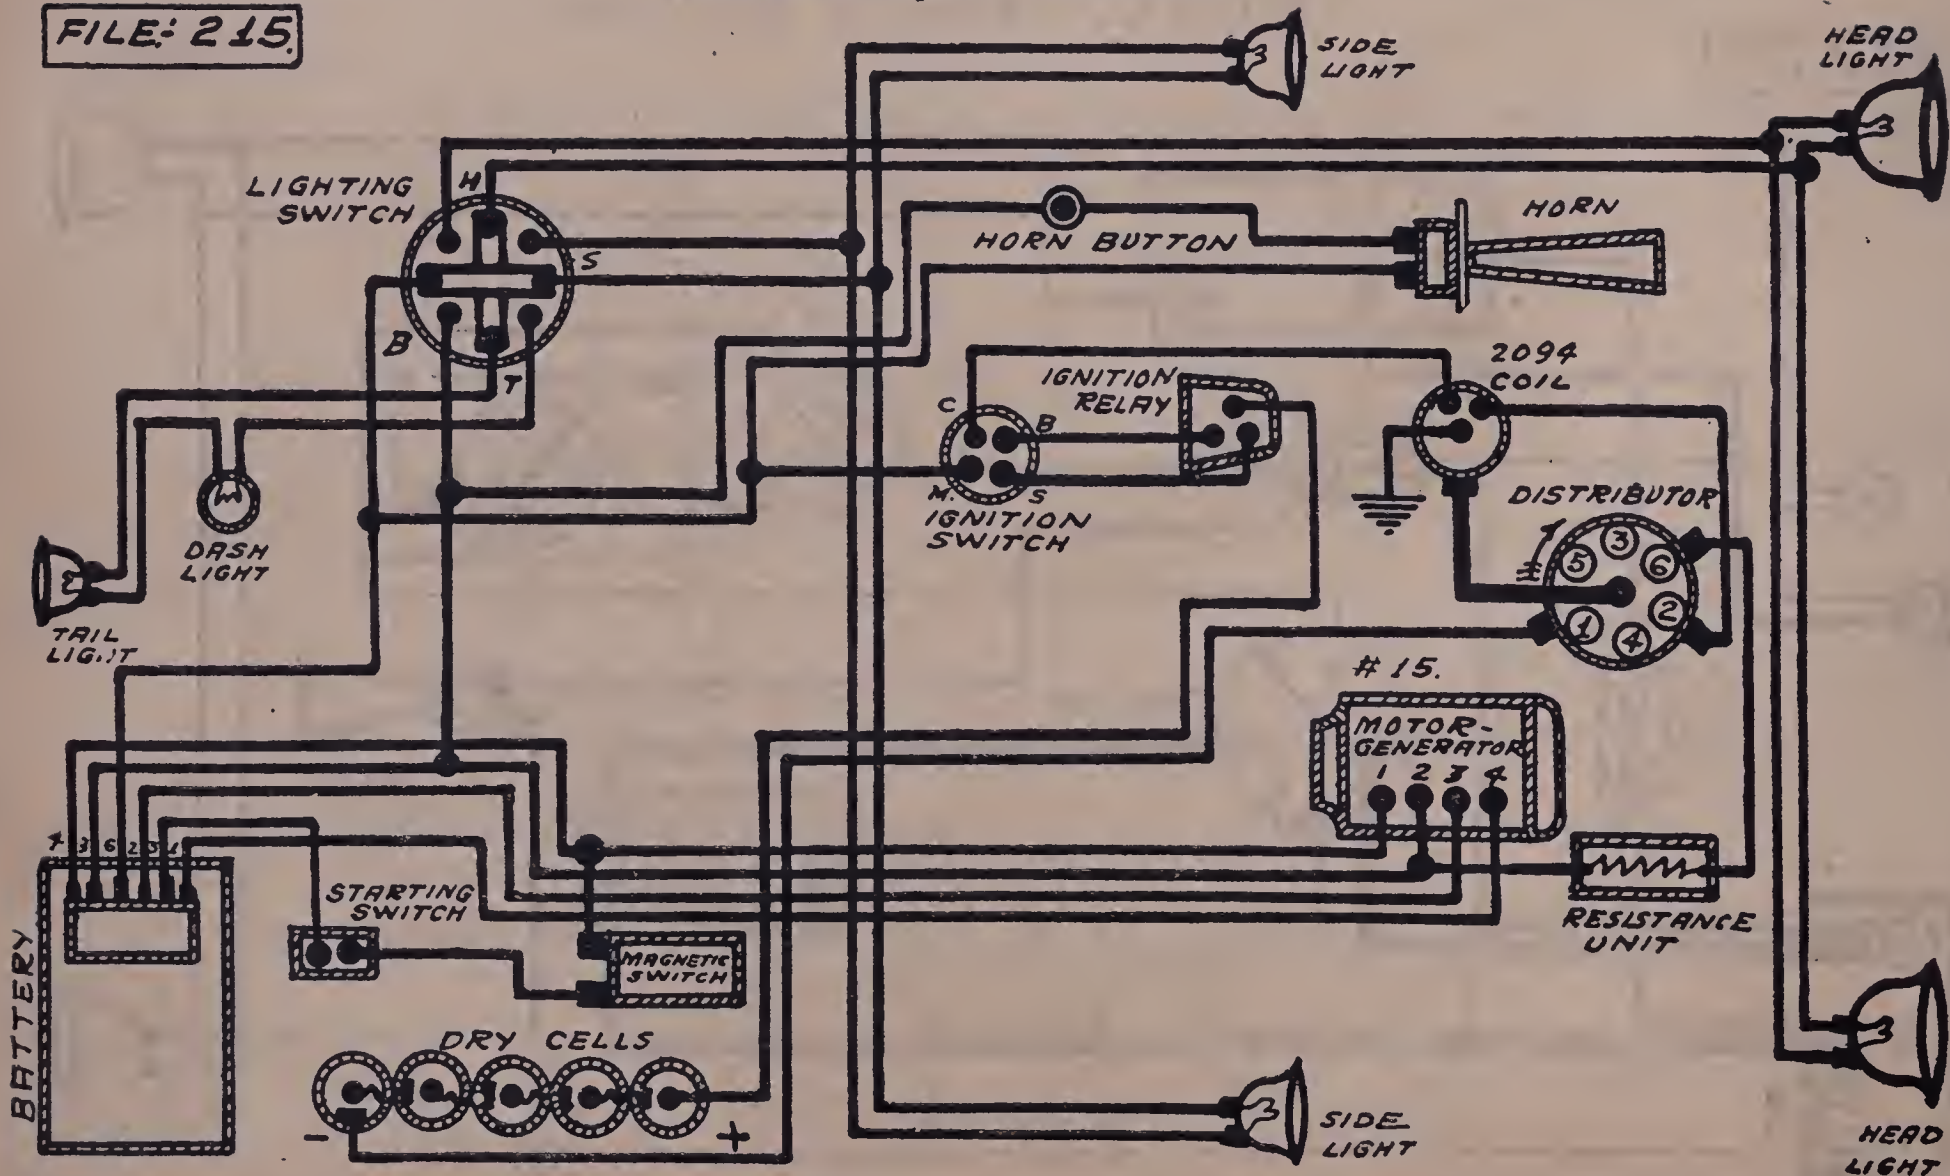 FILE:- 215.
SIDE
LIGHT
HEAD
LIGHT
LIGHTING
SWITCH
H
S
B
T
HORN BUTTON
HORN
2094
COIL
IGNITION
RELAY
C
B
M.
S
IGNITION
SWITCH
DISTRIBUTOR
3
5
6
2
1
4
DASH
LIGHT
TAIL
LIGHT
# 15.
MOTOR-
GENERATOR
1 2 3 4
3 6 2 5 1
STARTING
SWITCH
MAGNETIC
SWITCH
RESISTANCE
UNIT
BATTERY
DRY CELLS
- +
SIDE
LIGHT
HEAD
LIGHT